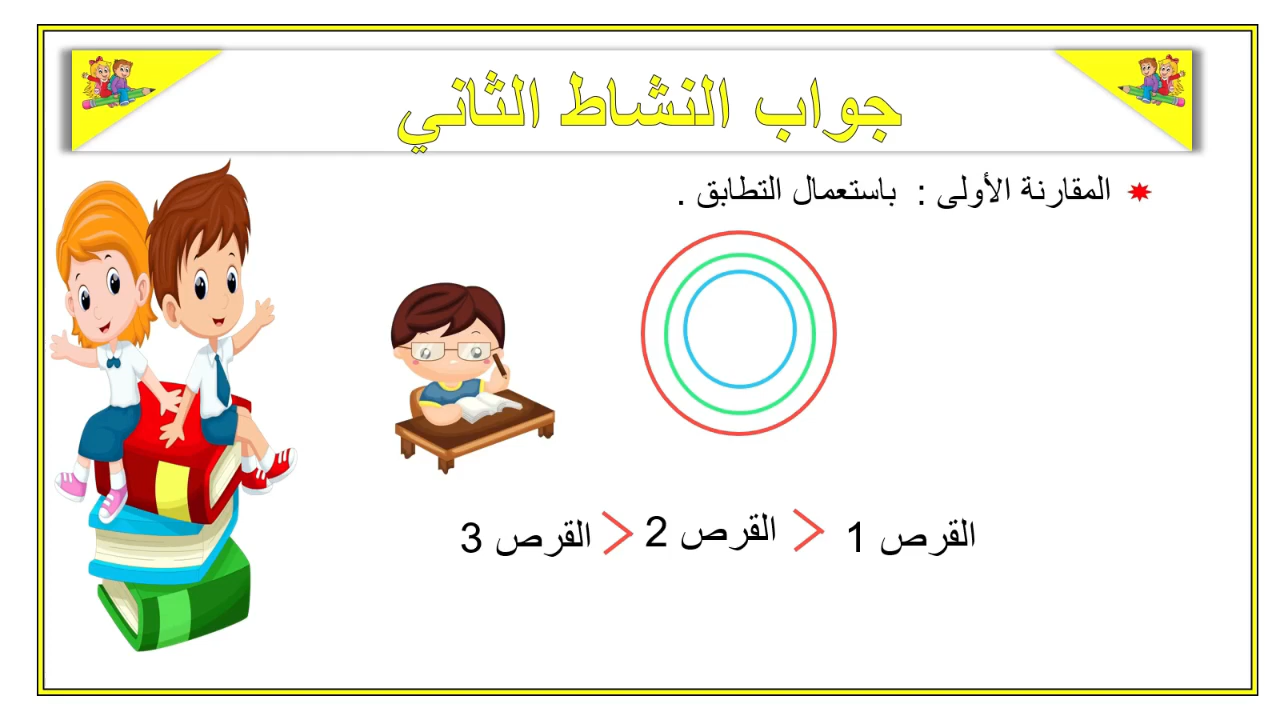 جواب النشاط الثاني
المقارنة الأولى : باستعمال التطابق .
القرص 1 < القرص 2 < القرص 3